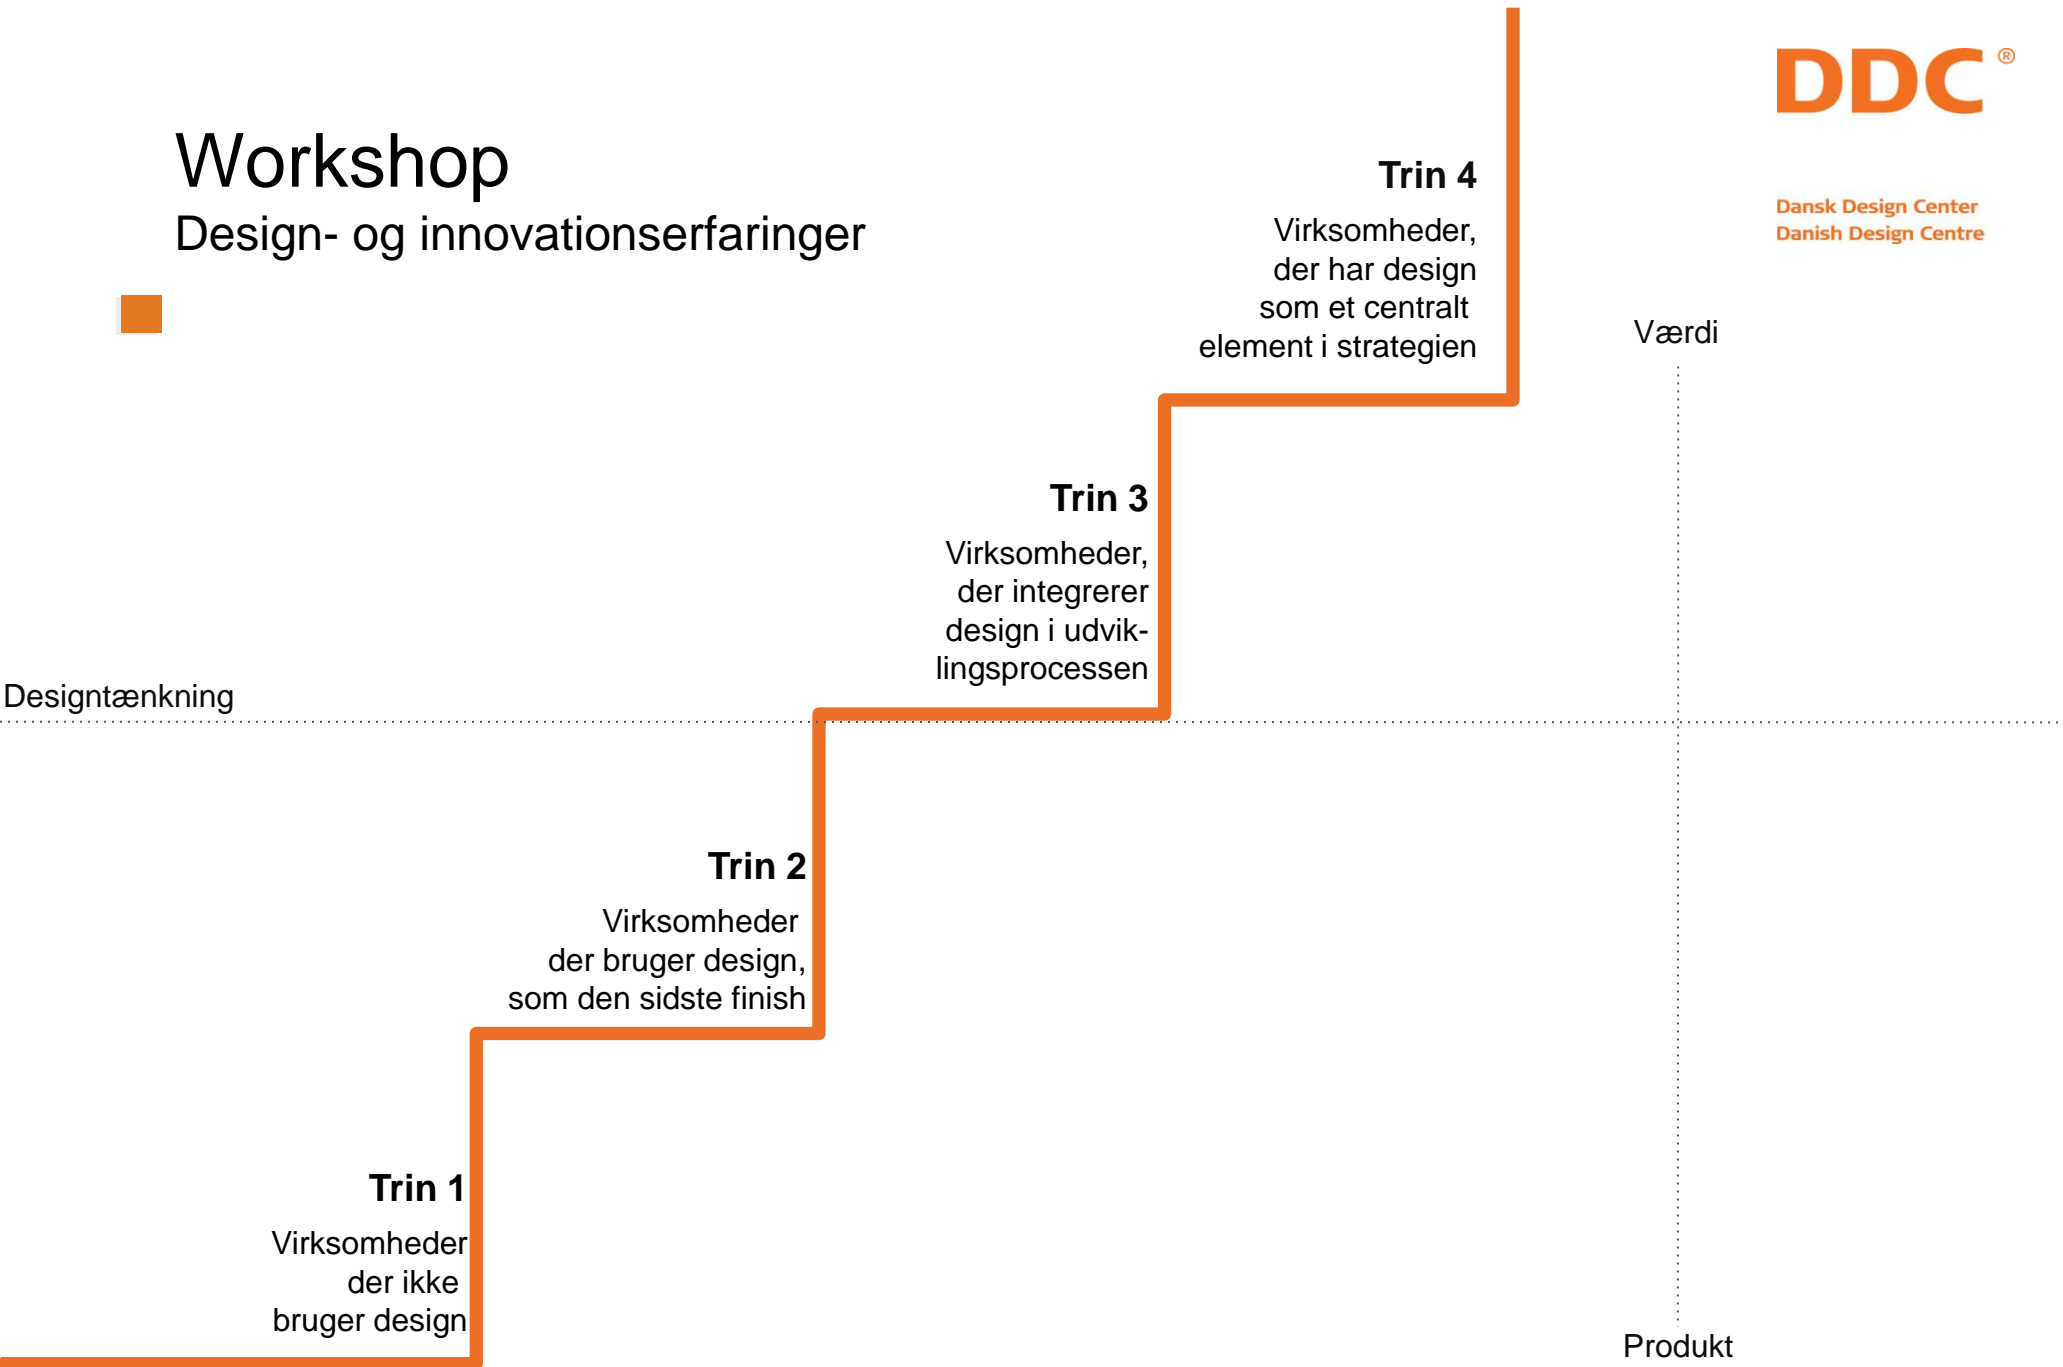 Workshop
Design- og innovationserfaringer
DDC®
Dansk Design Center
Danish Design Centre
Trin 4
Virksomheder,
der har design
som et centralt
element i strategien
Værdi
Trin 3
Virksomheder,
der integrerer
design i udvik-
lingsprocessen
Designtænkning
Trin 2
Virksomheder
der bruger design,
som den sidste finish
Trin 1
Virksomheder
der ikke
bruger design
Produkt